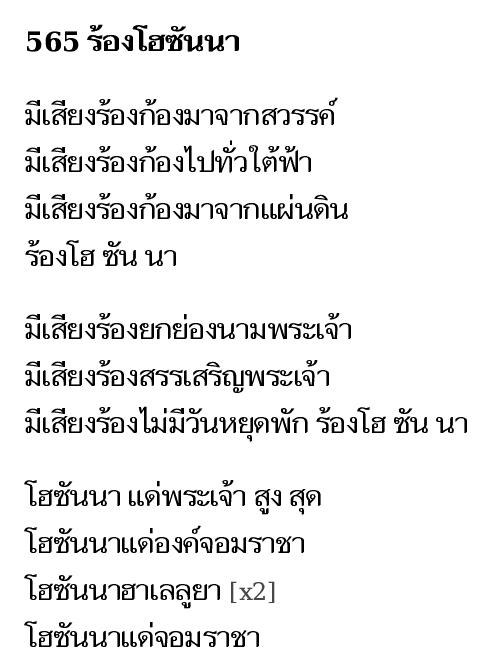 565 ร้องโฮซันนา
มีเสียงร้องก้องมาจากสวรรค์
มีเสียงร้องก้องไปทั่วใต้ฟ้า
มีเสียงร้องก้องมาจากแผ่นดิน
ร้องโฮ ซัน นา
มีเสียงร้องยกย่องนามพระเจ้า
มีเสียงร้องสรรเสริญพระเจ้า
มีเสียงร้องไม่มีวันหยุดพัก ร้องโฮ ซัน นา
โฮซันนา แด่พระเจ้า สูง สุด
โฮซันนาแด่องค์จอมราชา
โฮซันนาฮาเลลูยา [x2]
โฮซันนาแด่จอมราชา